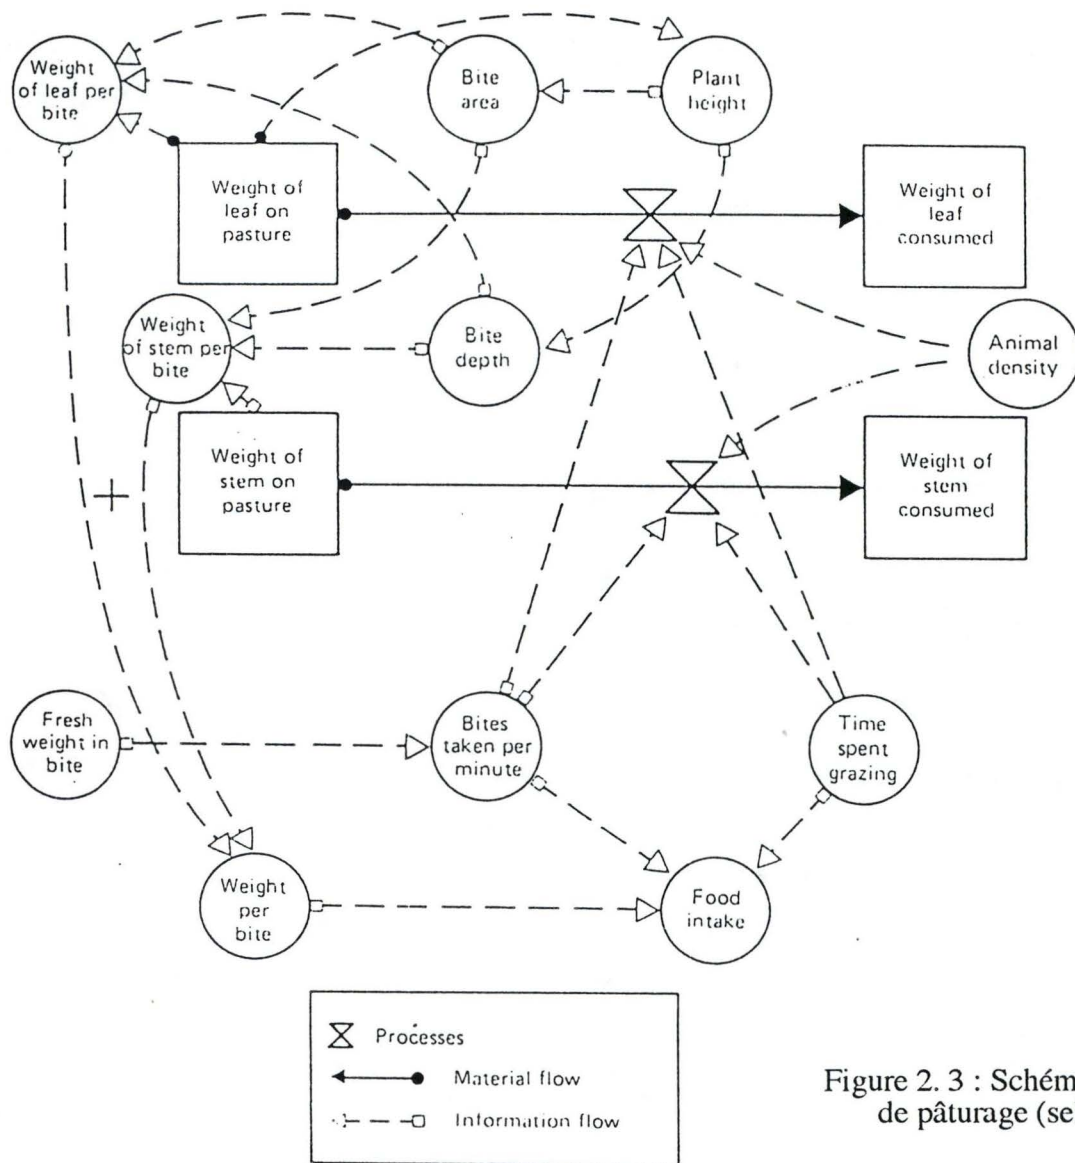 Weight
of leaf per
bite
Bite
area
Plant
height
Weight of
leaf on
pasture
Weight of
leaf
consumed
Weight
of stem per
bite
Bite
depth
Animal
density
Weight of
stem on
pasture
Weight of
stem
consumed
Fresh
weight in
bite
Bites
taken per
minute
Time
spent
grazing
Weight
per
bite
Food
intake
Processes
Material flow
Information flow
Figure 2. 3 : Schém
de pâturage (se